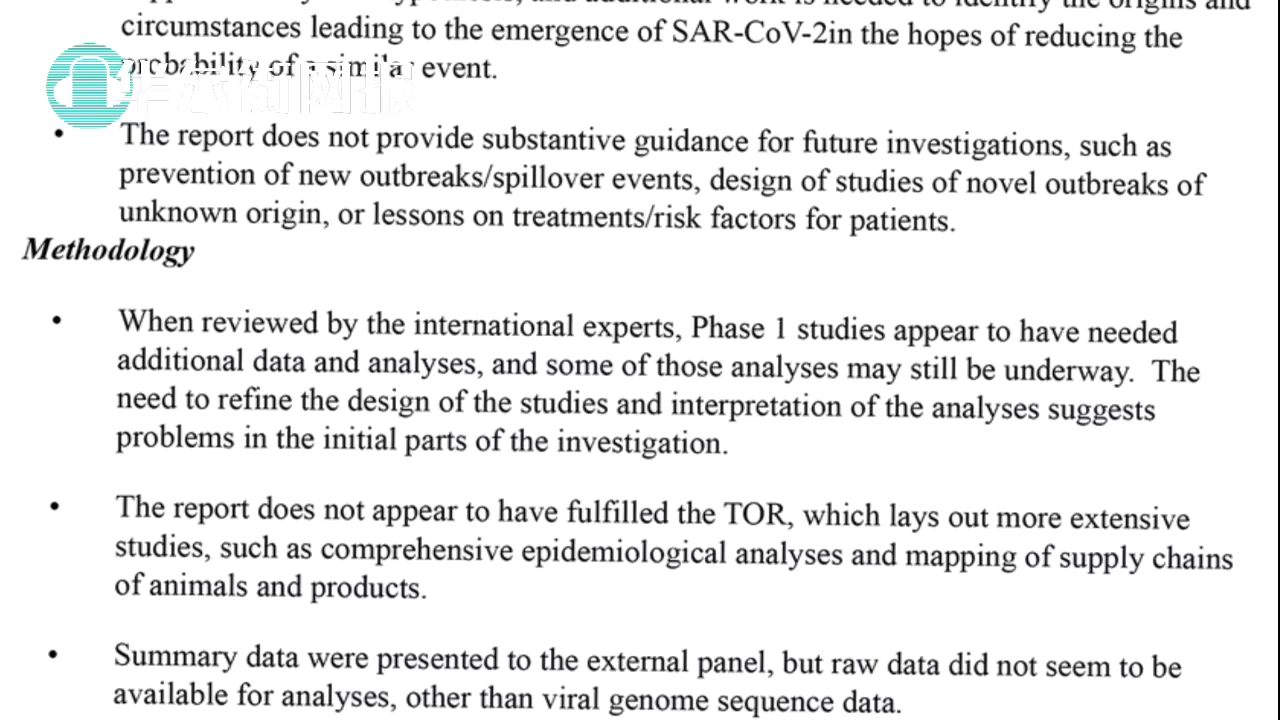 circumstances leading to the emergence of SAR-CoV-2in the hopes of reducing the
probability of a similar event.
• The report does not provide substantive guidance for future investigations, such as
prevention of new outbreaks/spillover events, design of studies of novel outbreaks of
unknown origin, or lessons on treatments/risk factors for patients.
Methodology
• When reviewed by the international experts, Phase 1 studies appear to have needed
additional data and analyses, and some of those analyses may still be underway. The
need to refine the design of the studies and interpretation of the analyses suggests
problems in the initial parts of the investigation.
• The report does not appear to have fulfilled the TOR, which lays out more extensive
studies, such as comprehensive epidemiological analyses and mapping of supply chains
of animals and products.
• Summary data were presented to the external panel, but raw data did not seem to be
available for analyses, other than viral genome sequence data.